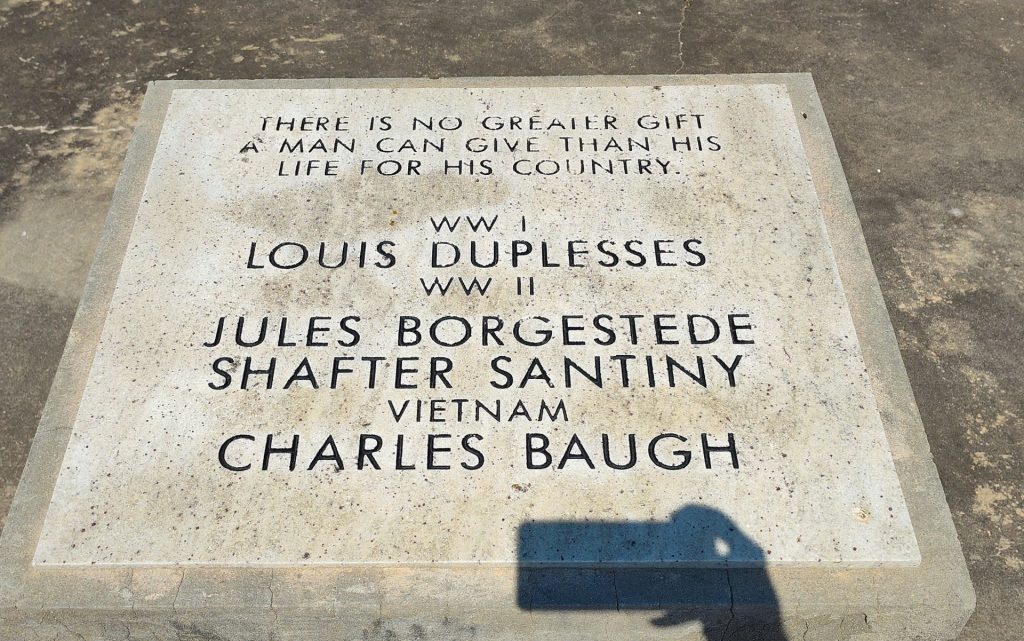 THERE IS NO GREATER GIFT
A MAN CAN GIVE THAN HIS
LIFE FOR HIS COUNTRY.
WW I
LOUIS DUPLESSES
WW II
JULES BORGESTEDE
SHAFTER SANTINY
VIETNAM
CHARLES BAUGH